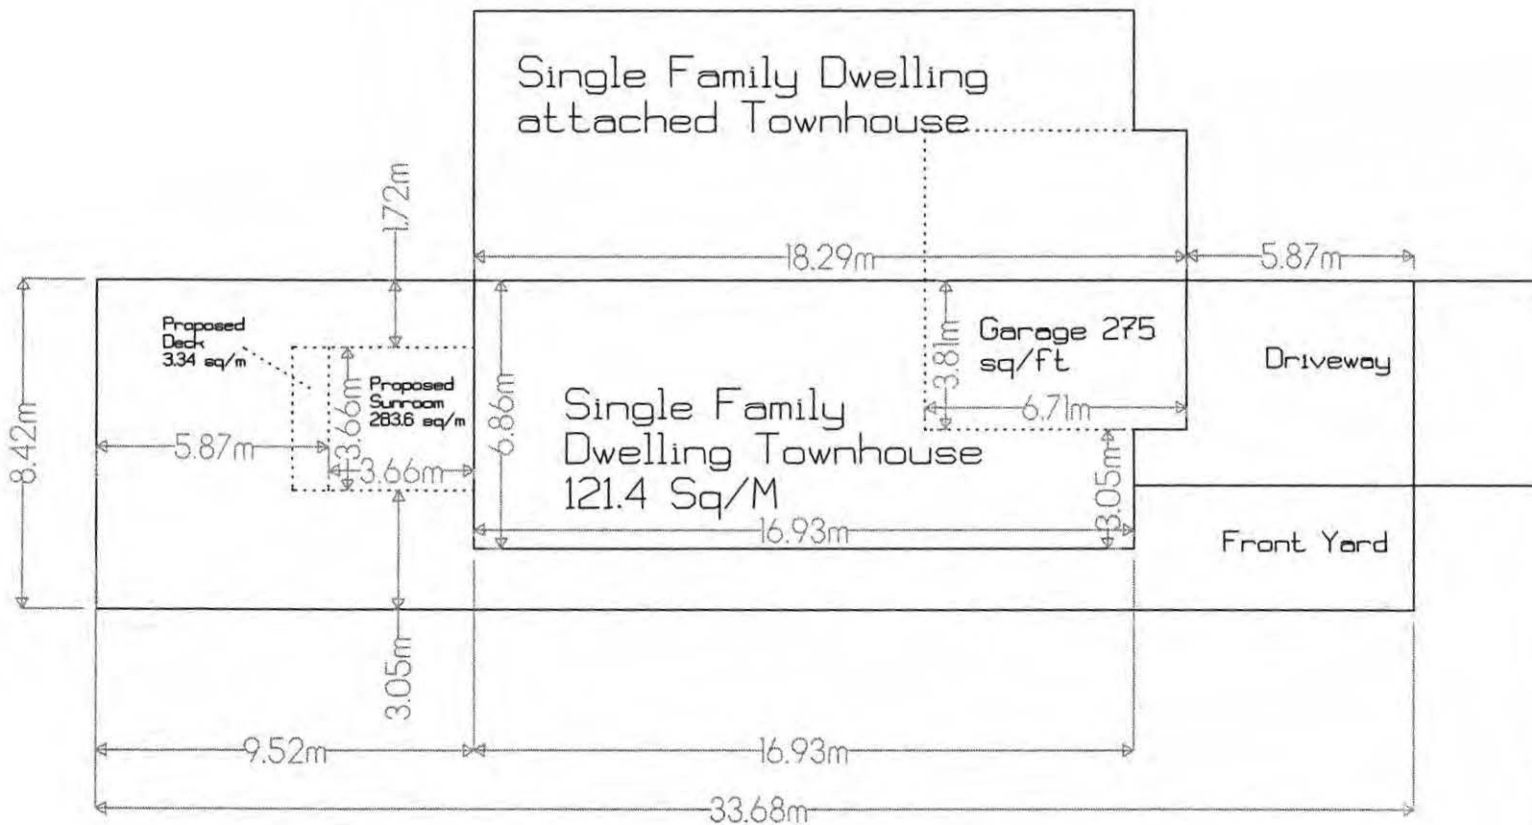 Single Family Dwelling
attached Townhouse
1.72m
18.29m
5.87m
Proposed
Deck
3.34 sq/m
Proposed
Sunroom
283.6 sq/m
3.66m
5.87m
3.66m
8.42m
6.86m
Single Family
Dwelling Townhouse
121.4 Sq/M
3.81m
Garage 275
sq/ft
6.71m
Driveway
3.05m
16.93m
Front Yard
3.05m
9.52m
16.93m
33.68m